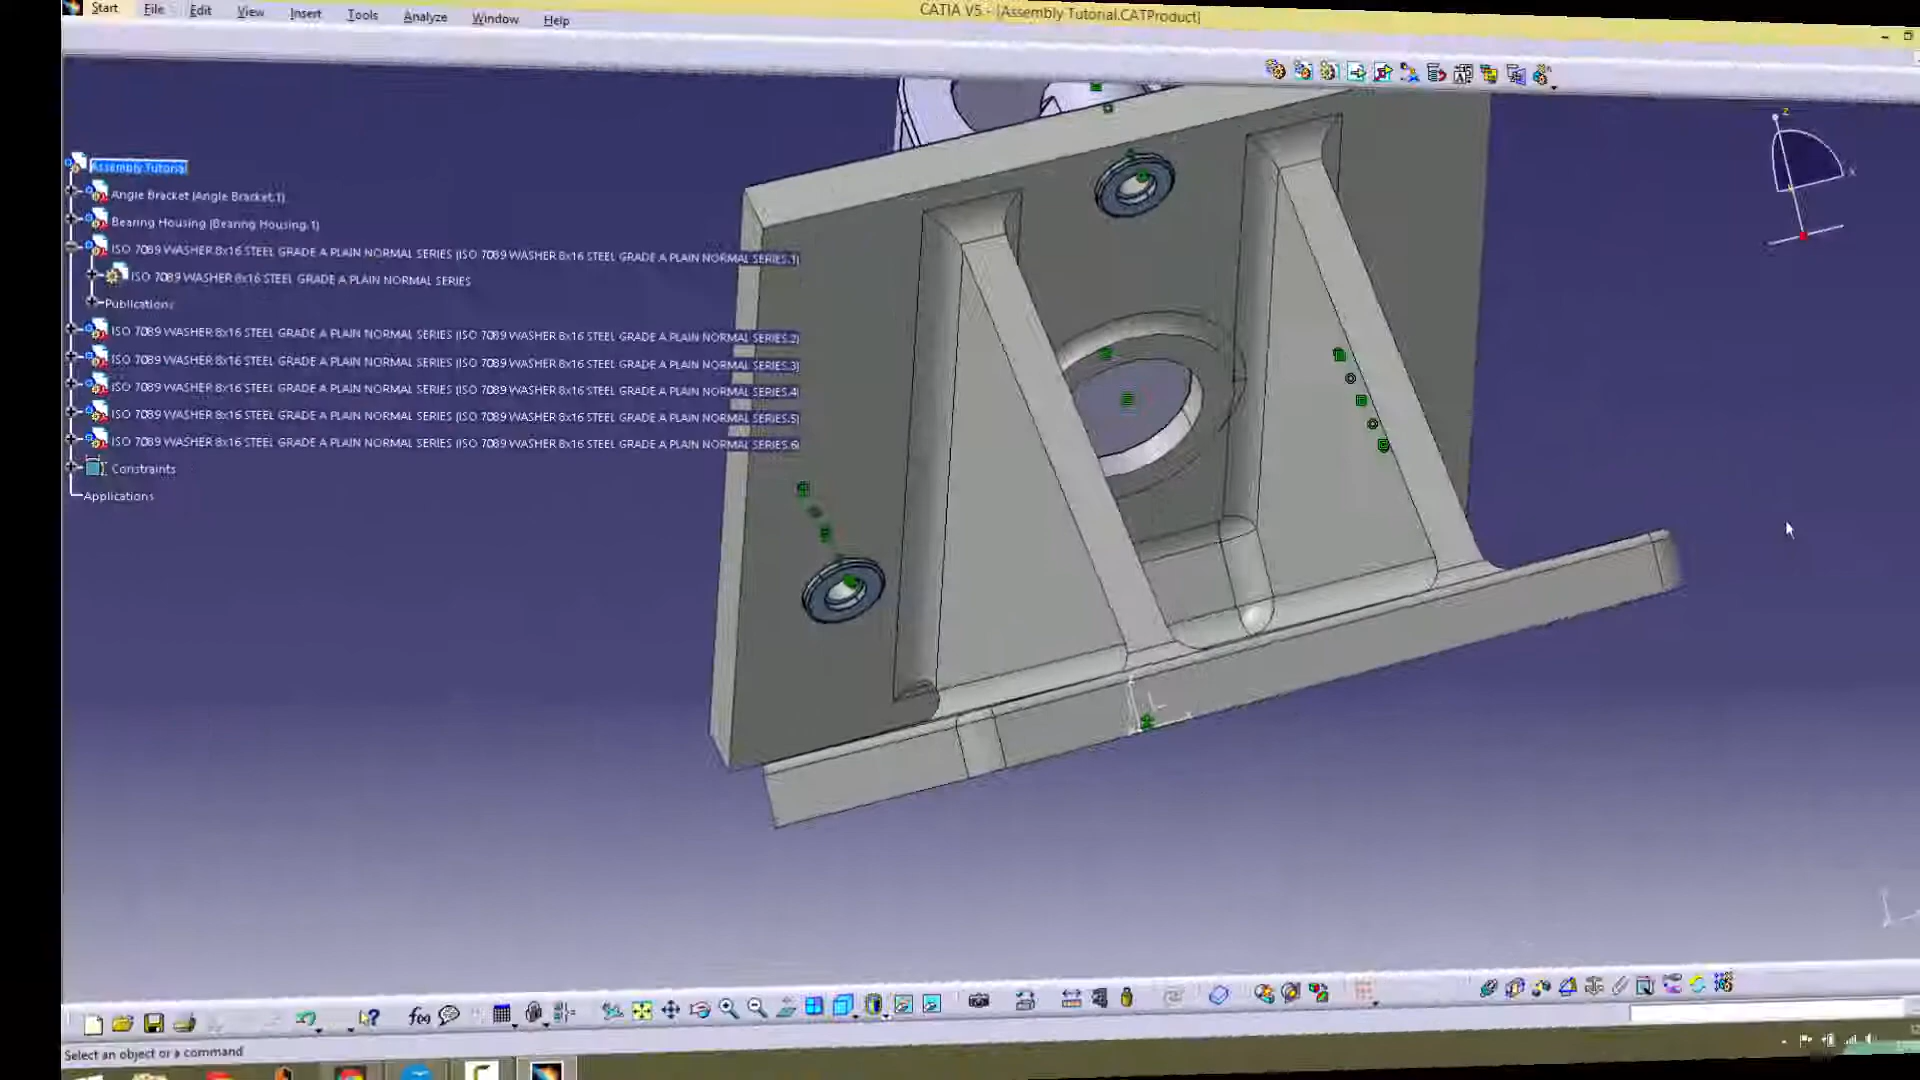 Start File Edit View Insert Tools Analyze Window Help
CATIA V5 - [Assembly Tutorial.CATProduct]
Assembly Tutorial
Angle Bracket (Angle Bracket.1)
Bearing Housing (Bearing Housing.1)
ISO 7089 WASHER 8x16 STEEL GRADE A PLAIN NORMAL SERIES (ISO 7089 WASHER 8x16 STEEL GRADE A PLAIN NORMAL SERIES.1)
ISO 7089 WASHER 8x16 STEEL GRADE A PLAIN NORMAL SERIES
Publications
ISO 7089 WASHER 8x16 STEEL GRADE A PLAIN NORMAL SERIES (ISO 7089 WASHER 8x16 STEEL GRADE A PLAIN NORMAL SERIES.2)
ISO 7089 WASHER 8x16 STEEL GRADE A PLAIN NORMAL SERIES (ISO 7089 WASHER 8x16 STEEL GRADE A PLAIN NORMAL SERIES.3)
ISO 7089 WASHER 8x16 STEEL GRADE A PLAIN NORMAL SERIES (ISO 7089 WASHER 8x16 STEEL GRADE A PLAIN NORMAL SERIES.4)
ISO 7089 WASHER 8x16 STEEL GRADE A PLAIN NORMAL SERIES (ISO 7089 WASHER 8x16 STEEL GRADE A PLAIN NORMAL SERIES.5)
ISO 7089 WASHER 8x16 STEEL GRADE A PLAIN NORMAL SERIES (ISO 7089 WASHER 8x16 STEEL GRADE A PLAIN NORMAL SERIES.6)
Constraints
Applications
z
x
f(x)
Select an object or a command